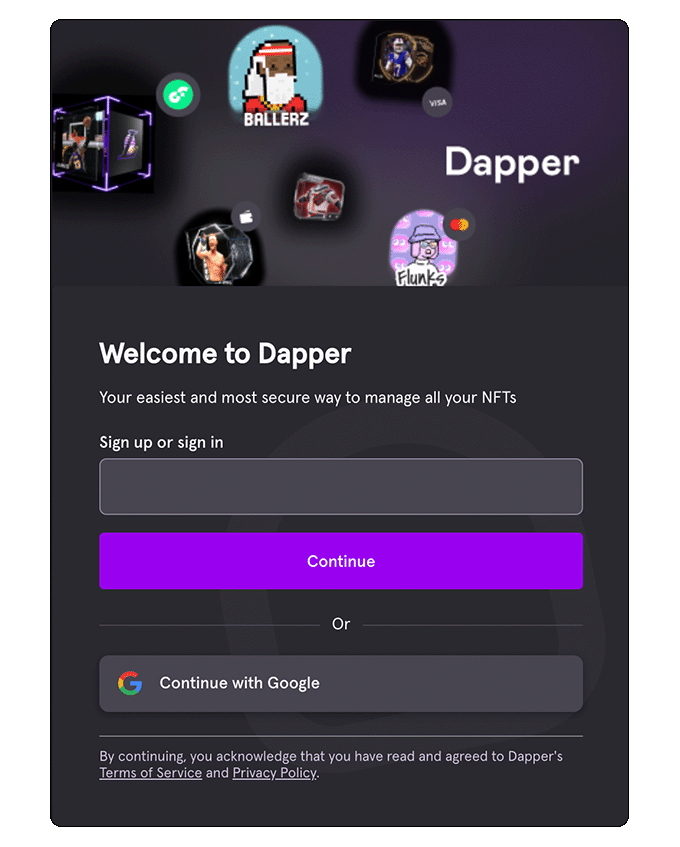 BALLERZ
VISA
Dapper
Flunks
Welcome to Dapper
Your easiest and most secure way to manage all your NFTs
Sign up or sign in
Continue
Or
Continue with Google
By continuing, you acknowledge that you have read and agreed to Dapper's
Terms of Service and Privacy Policy.